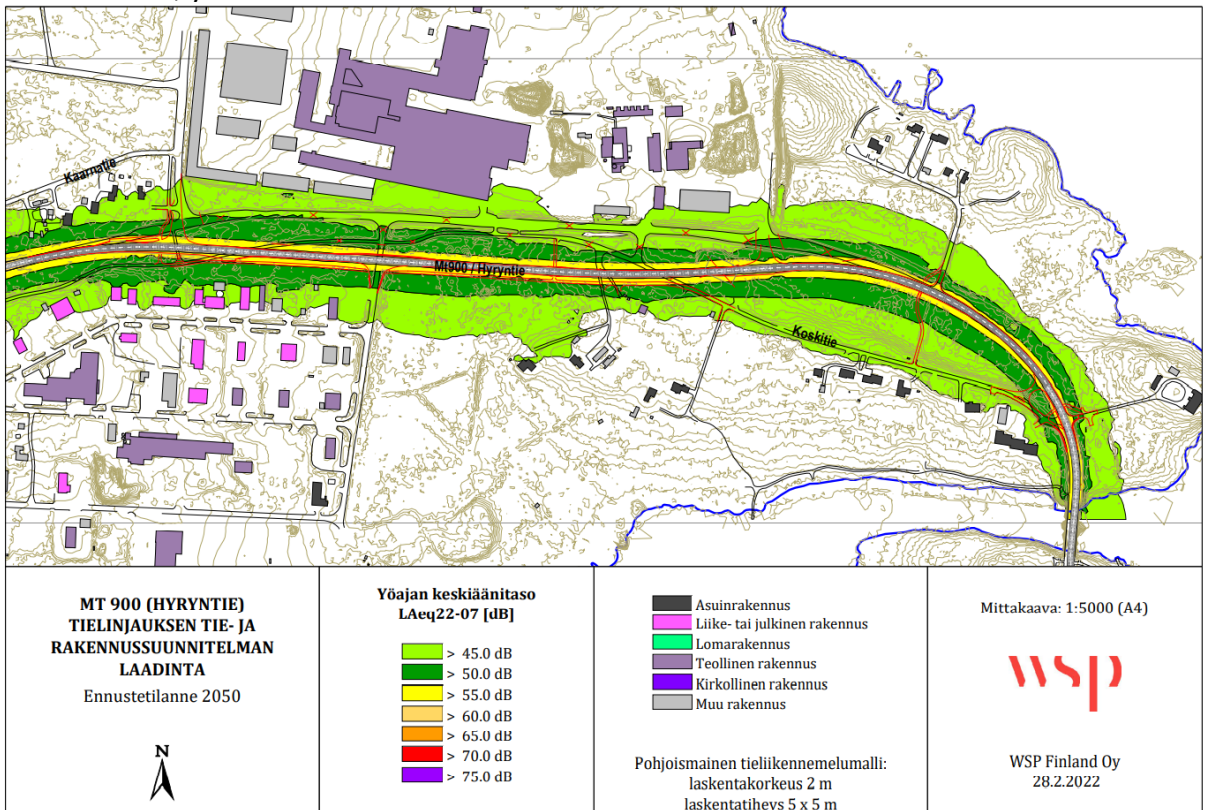 Kaarnatie
Mt900 / Hyryntie
Koskitie
MT 900 (HYRYNTIE)
TIELINJAUKSEN TIE- JA
RAKENNUSSUUNNITELMAN
LAADINTA
Ennustetilanne 2050
N
Yöajan keskiäänitaso
LAeq22-07 [dB]
> 45.0 dB
> 50.0 dB
> 55.0 dB
> 60.0 dB
> 65.0 dB
> 70.0 dB
> 75.0 dB
Asuinrakennus
Liike- tai julkinen rakennus
Lomarakennus
Teollinen rakennus
Kirkollinen rakennus
Muu rakennus
Pohjoismainen tieliikennemelumalli:
laskentakorkeus 2 m
laskentatiheys 5 x 5 m
Mittakaava: 1:5000 (A4)
wsp
WSP Finland Oy
28.2.2022